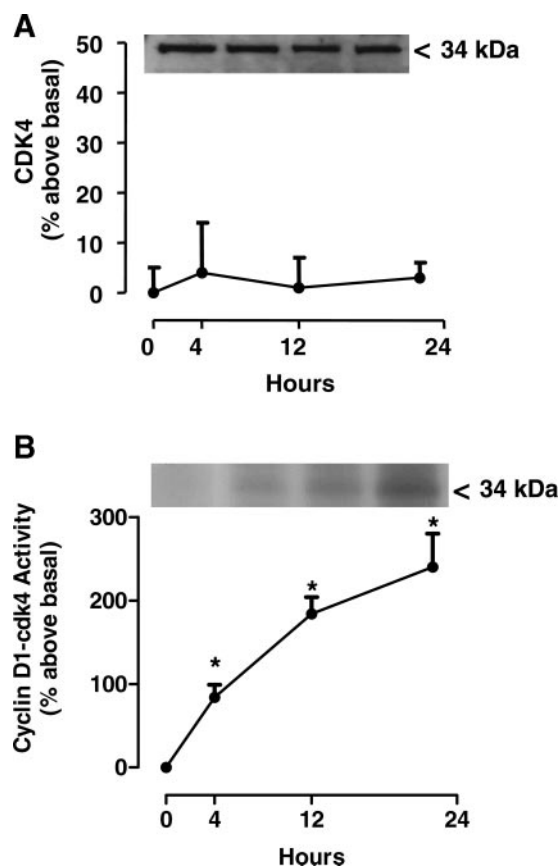 A
50
40
30
20
10
0
CDK4
(% above basal)
< 34 kDa
0 4 12 24
Hours
B
< 34 kDa
300
200
100
0
Cyclin D1-cdk4 Activity
(% above basal)
* * *
0 4 12 24
Hours